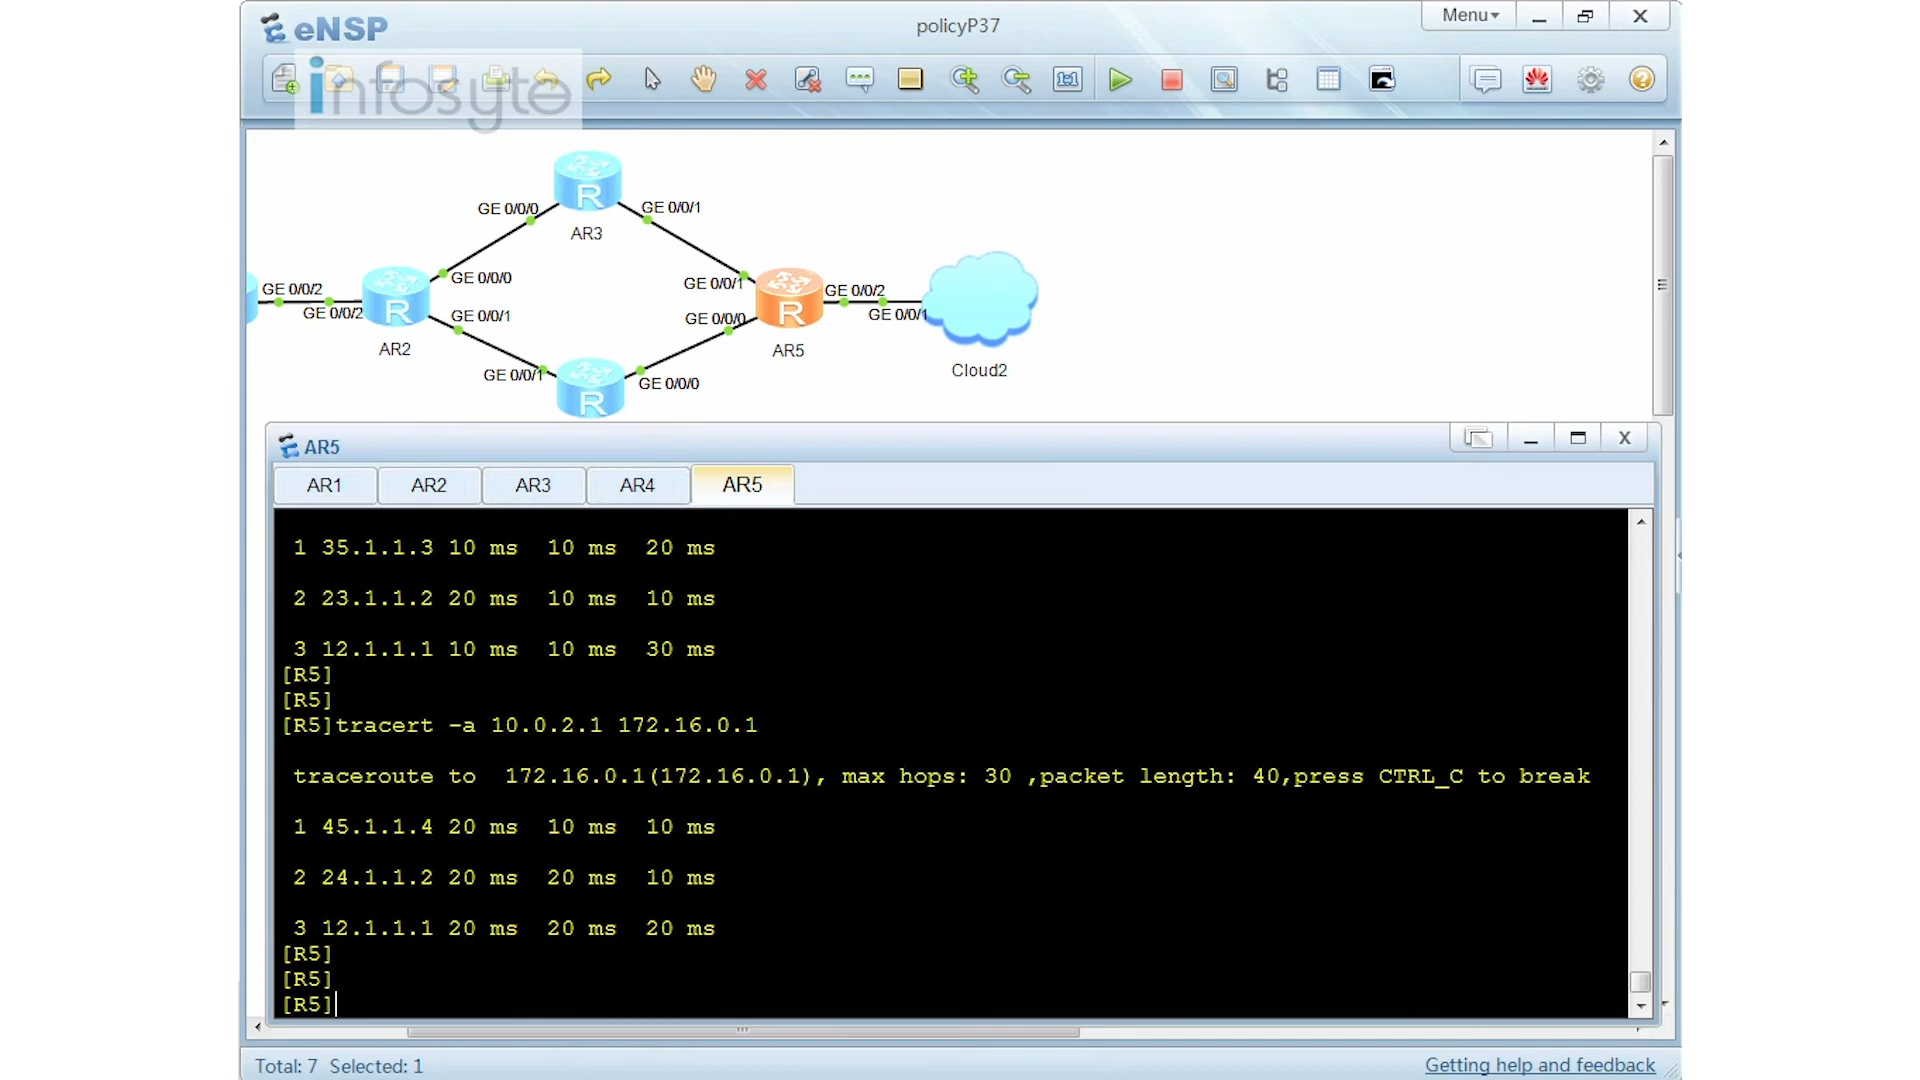 eNSP
policyP37
Menu
infosyte
1:1
GE 0/0/0
GE 0/0/1
R
AR3
GE 0/0/2
GE 0/0/2
R
AR2
GE 0/0/0
GE 0/0/1
GE 0/0/1
GE 0/0/0
R
AR5
GE 0/0/2
GE 0/0/1
Cloud2
GE 0/0/1
R
GE 0/0/0
AR5
AR1 AR2 AR3 AR4 AR5
1 35.1.1.3 10 ms 10 ms 20 ms
2 23.1.1.2 20 ms 10 ms 10 ms
3 12.1.1.1 10 ms 10 ms 30 ms
[R5]
[R5]
[R5]tracert -a 10.0.2.1 172.16.0.1
traceroute to 172.16.0.1(172.16.0.1), max hops: 30 ,packet length: 40,press CTRL_C to break
1 45.1.1.4 20 ms 10 ms 10 ms
2 24.1.1.2 20 ms 20 ms 10 ms
3 12.1.1.1 20 ms 20 ms 20 ms
[R5]
[R5]
[R5]
Total: 7 Selected: 1
Getting help and feedback